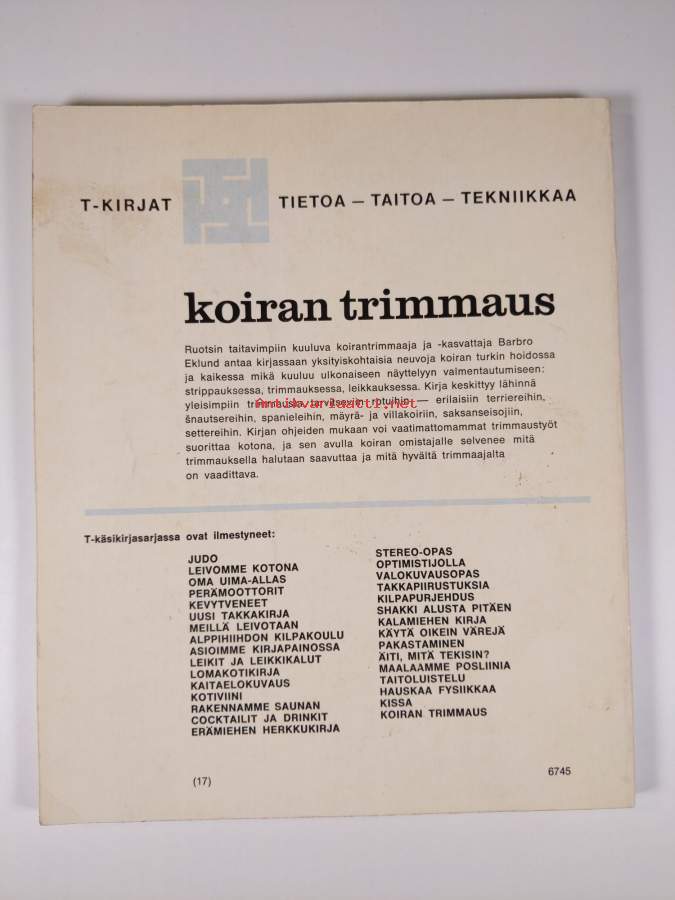 T-KIRJAT TIETOA — TAITOA — TEKNIIKKAA
koiran trimmaus
Ruotsin taitavimpiin kuuluva koirantrimmaaja ja -kasvattaja Barbro
Eklund antaa kirjassaan yksityiskohtaisia neuvoja koiran turkin hoidossa
ja kaikessa mikä kuuluu ulkonaiseen näyttelyyn valmentautumiseen:
strippauksessa, trimmauksessa, leikkauksessa. Kirja keskittyy lähinnä
yleisimpiin trimmausta tarvitseviin rotuihin — erilaisiin terriereihin,
Antikvariaatti.net
šnautsereihin, spanieleihin, mäyrä- ja villakoiriin, saksanseisojiin,
settereihin. Kirjan ohjeiden mukaan voi vaatimattomammat trimmaustyöt
suorittaa kotona, ja sen avulla koiran omistajalle selvenee mitä
trimmauksella halutaan saavuttaa ja mitä hyvältä trimmaajalta
on vaadittava.
T-käsikirjasarjassa ovat ilmestyneet:
JUDO
LEIVOMME KOTONA
OMA UIMA-ALLAS
PERÄMOOTTORIT
KEVYTVENEET
UUSI TAKKAKIRJA
MEILLÄ LEIVOTAAN
ALPPIHIIHDON KILPAKOULU
ASIOIMME KIRJAPAINOSSA
LEIKIT JA LEIKKIKALUT
LOMAKOTIKIRJA
KAITAELOKUVAUS
KOTIVIINI
RAKENNAMME SAUNAN
COCKTAILIT JA DRINKIT
ERÄMIEHEN HERKKUKIRJA
STEREO-OPAS
OPTIMISTIJOLLA
VALOKUVAUSOPAS
TAKKAPIIRUSTUKSIA
KILPAPURJEHDUS
SHAKKI ALUSTA PITÄEN
KALAMIEHEN KIRJA
KÄYTÄ OIKEIN VÄREJÄ
PAKASTAMINEN
ÄITI, MITÄ TEKISIN?
MAALAAMME POSLIINIA
TAITOLUISTELU
HAUSKAA FYSIIKKAA
KISSA
KOIRAN TRIMMAUS
(17)
6745